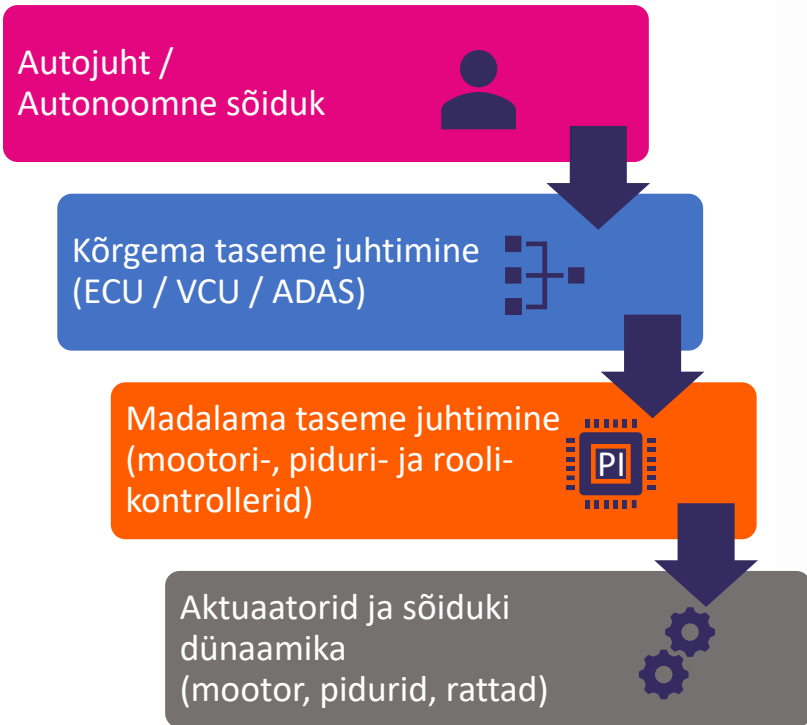 Autojuht /
Autonoomne sõiduk
Kõrgema taseme juhtimine
(ECU / VCU / ADAS)
Madalama taseme juhtimine
(mootori-, piduri- ja rooli-
kontrollerid)
PI
Aktuaatorid ja sõiduki
dünaamika
(mootor, pidurid, rattad)